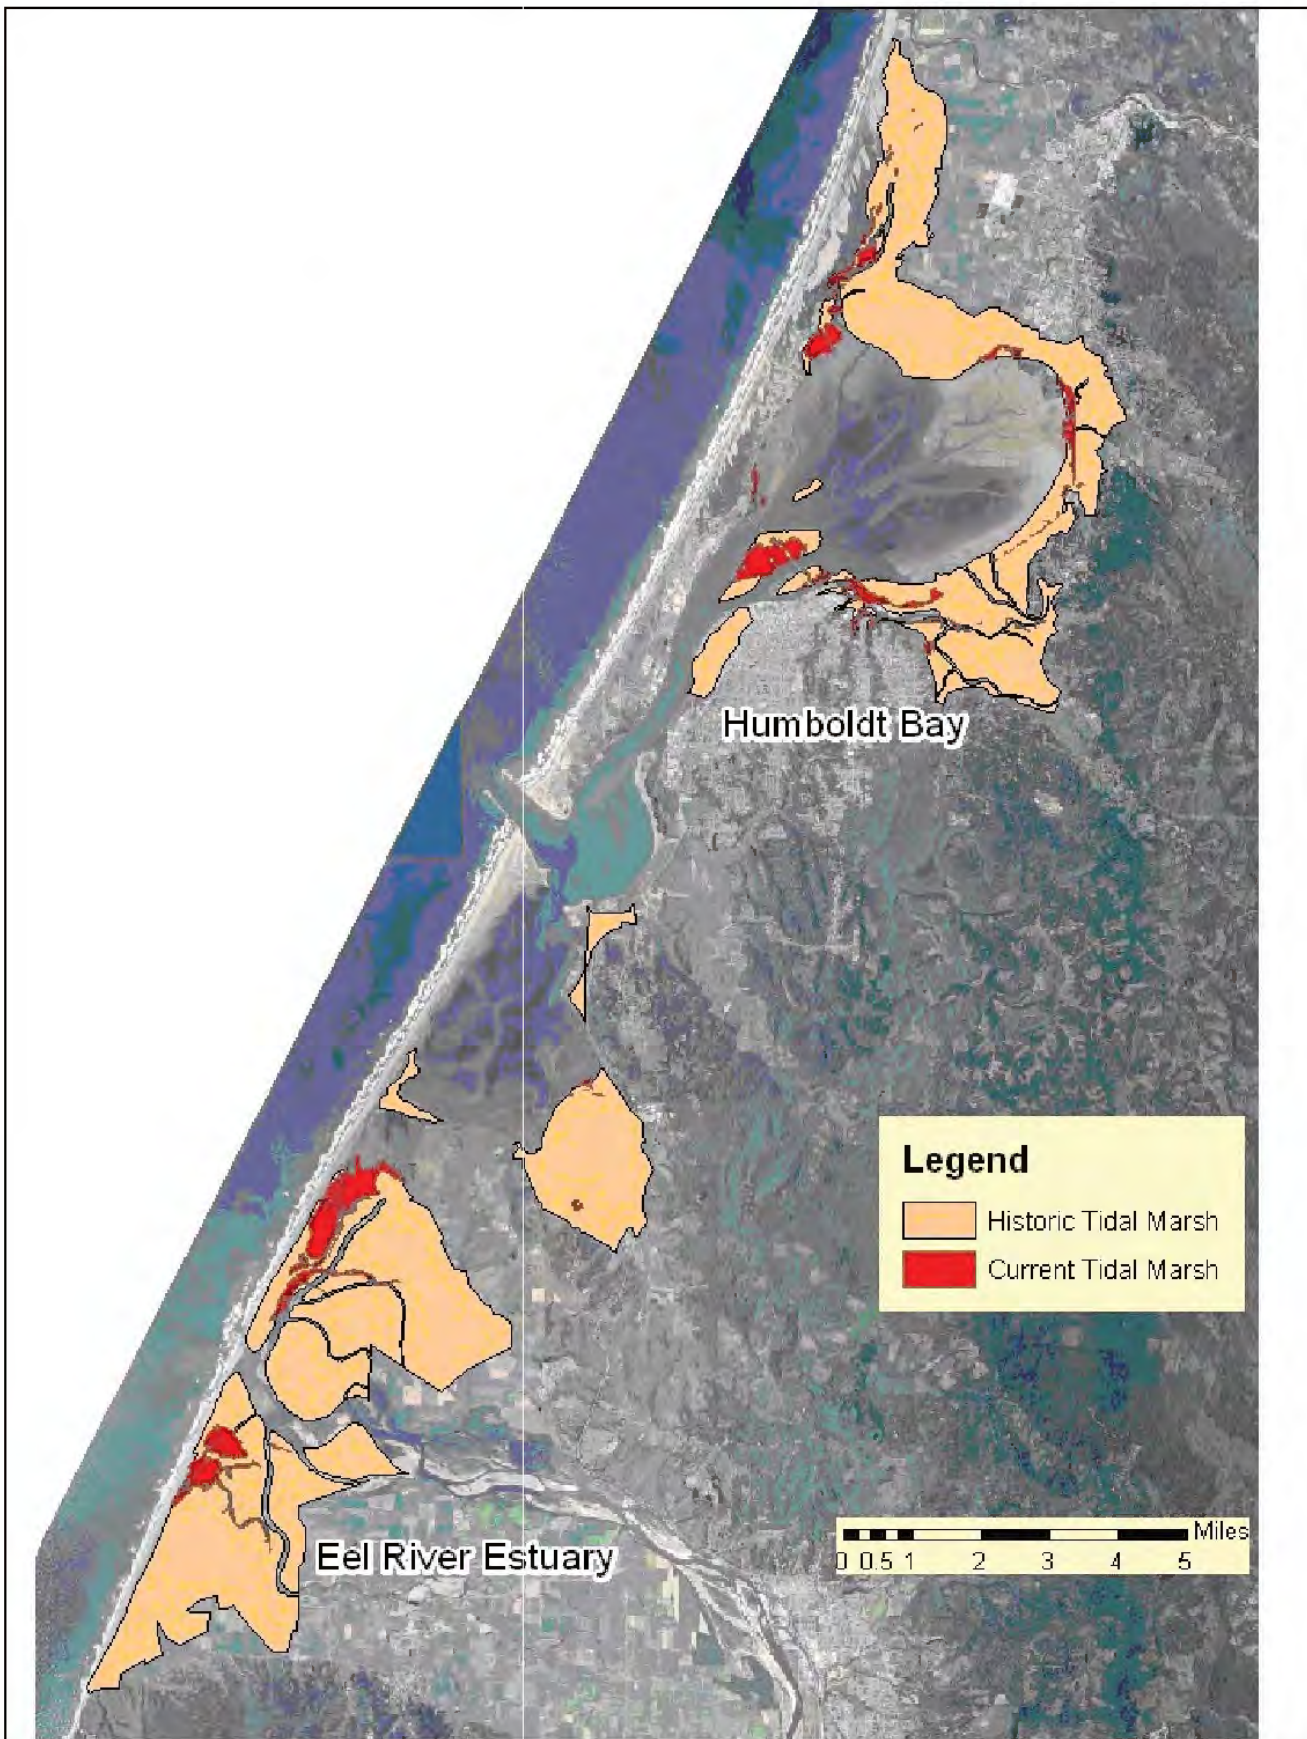 Humboldt Bay
Legend
Historic Tidal Marsh
Current Tidal Marsh
Miles
0 0.5 1 2 3 4 5
Eel River Estuary